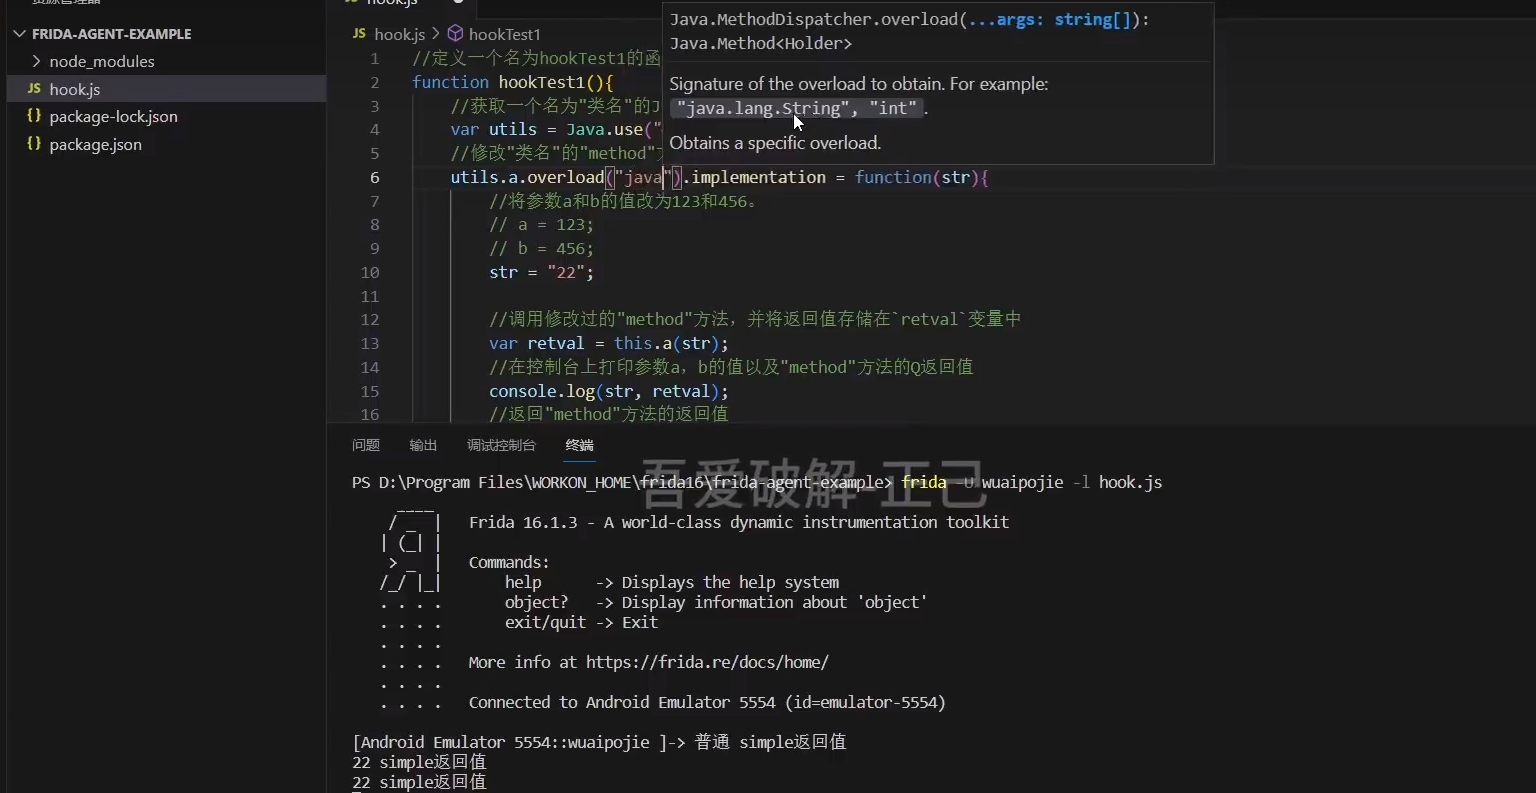 资源管理器
FRIDA-AGENT-EXAMPLE
node_modules
JS hook.js
{} package-lock.json
{} package.json
hook.js
JS hook.js > hookTest1
1 //定义一个名为hookTest1的函
2 function hookTest1(){
3 //获取一个名为"类名"的J
4 var utils = Java.use("
5 //修改"类名"的"method"方
6 utils.a.overload("java").implementation = function(str){
7 //将参数a和b的值改为123和456。
8 // a = 123;
9 // b = 456;
10 str = "22";
11
12 //调用修改过的"method"方法，并将返回值存储在`retval`变量中
13 var retval = this.a(str);
14 //在控制台上打印参数a，b的值以及"method"方法的Q返回值
15 console.log(str, retval);
16 //返回"method"方法的返回值
Java.MethodDispatcher.overload(...args: string[]):
Java.Method<Holder>
Signature of the overload to obtain. For example:
"java.lang.String", "int".
Obtains a specific overload.
问题 输出 调试控制台 终端
吾爱破解-正己
PS D:\Program Files\WORKON_HOME\frida16\frida-agent-example> frida -U wuaipojie -l hook.js
____
/ _ | Frida 16.1.3 - A world-class dynamic instrumentation toolkit
| (_| |
> _ | Commands:
/_/ |_| help -> Displays the help system
. . . . object? -> Display information about 'object'
. . . . exit/quit -> Exit
. . . .
. . . . More info at https://frida.re/docs/home/
. . . .
. . . . Connected to Android Emulator 5554 (id=emulator-5554)
[Android Emulator 5554::wuaipojie ]-> 普通 simple返回值
22 simple返回值
22 simple返回值